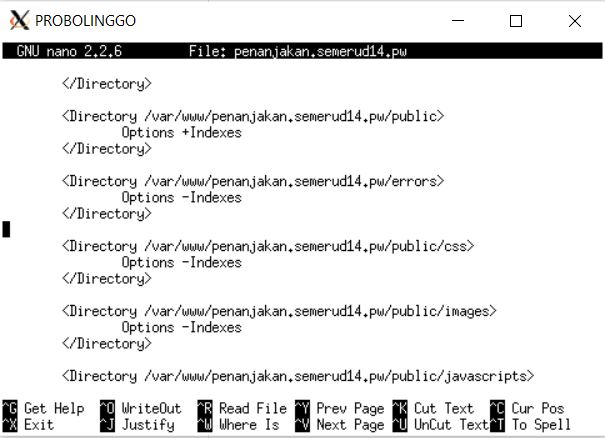 PROBOLINGGO
GNU nano 2.2.6 File: penanjakan.semerud14.pw
</Directory>
<Directory /var/www/penanjakan.semerud14.pw/public>
Options +Indexes
</Directory>
<Directory /var/www/penanjakan.semerud14.pw/errors>
Options -Indexes
</Directory>
<Directory /var/www/penanjakan.semerud14.pw/public/css>
Options -Indexes
</Directory>
<Directory /var/www/penanjakan.semerud14.pw/public/images>
Options -Indexes
</Directory>
<Directory /var/www/penanjakan.semerud14.pw/public/javascripts>
^G Get Help ^O WriteOut ^R Read File ^Y Prev Page ^K Cut Text ^C Cur Pos
^X Exit ^J Justify ^W Where Is ^V Next Page ^U UnCut Text ^T To Spell